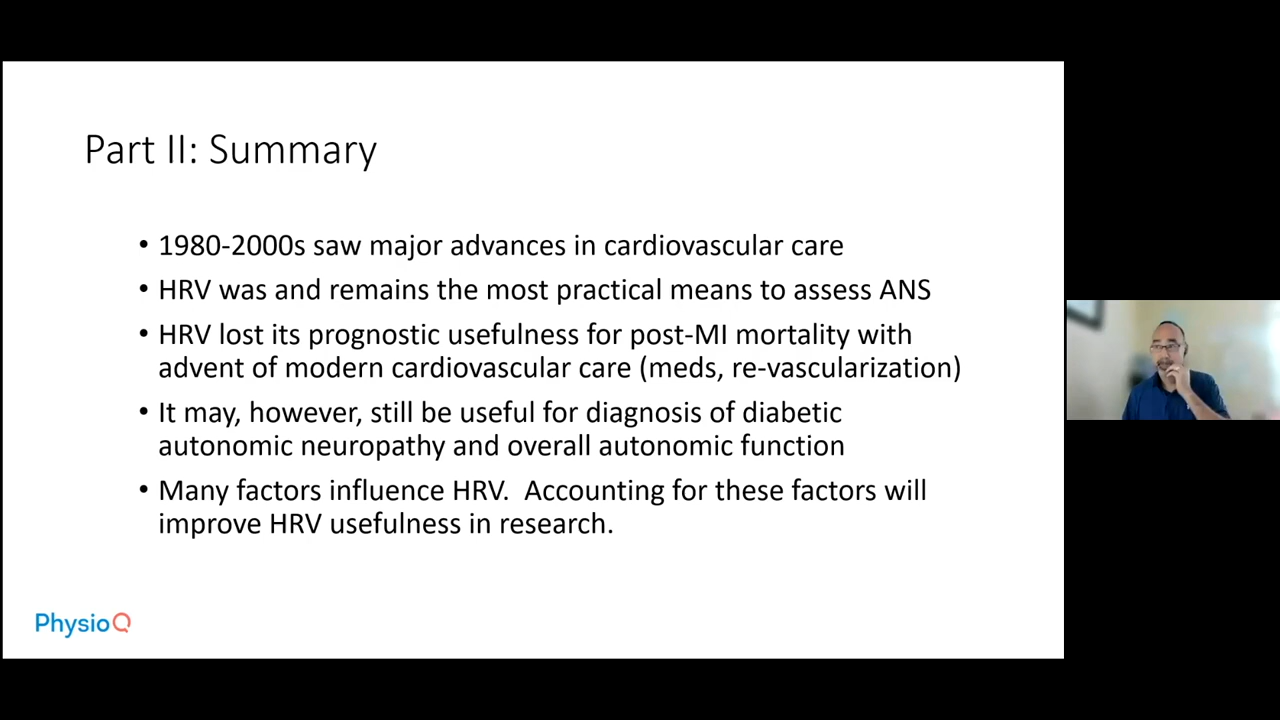 Part II: Summary
• 1980-2000s saw major advances in cardiovascular care
• HRV was and remains the most practical means to assess ANS
• HRV lost its prognostic usefulness for post-MI mortality with
advent of modern cardiovascular care (meds, re-vascularization)
• It may, however, still be useful for diagnosis of diabetic
autonomic neuropathy and overall autonomic function
• Many factors influence HRV.  Accounting for these factors will
improve HRV usefulness in research.
PhysioQ